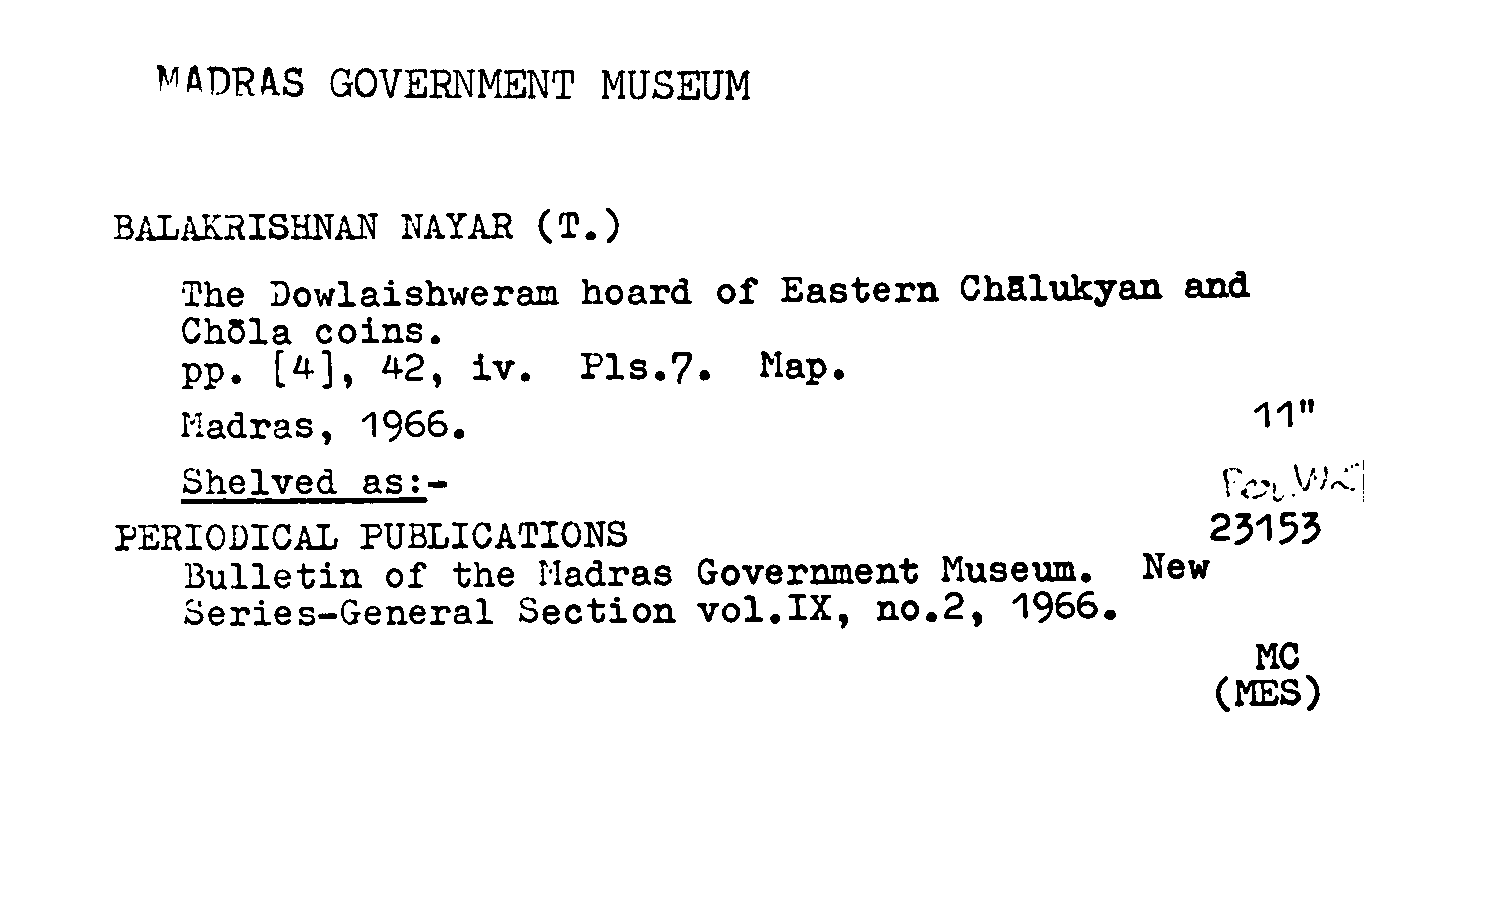 MADRAS GOVERNMENT MUSEUM
BALAKRISHNAN NAYAR (T.)
The Dowlaishweram hoard of Eastern Chālukyan and
Chōla coins.
pp. [4], 42, iv. Pls.7. Map.
Madras, 1966. 11"
Shelved as:-
PERIODICAL PUBLICATIONS 23153
Bulletin of the Madras Government Museum. New
Series-General Section vol.IX, no.2, 1966.
MC
(MES)